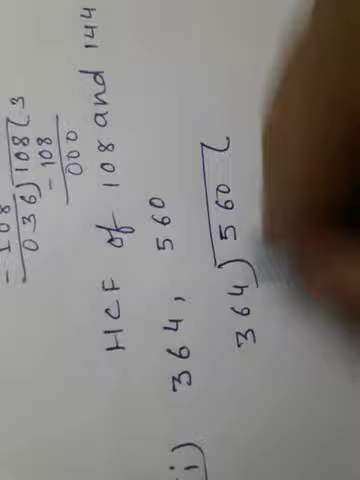 - 108
036) 108 ( 3
- 108
000
HCF of 108 and 144
i) 364, 560
364) 560 (